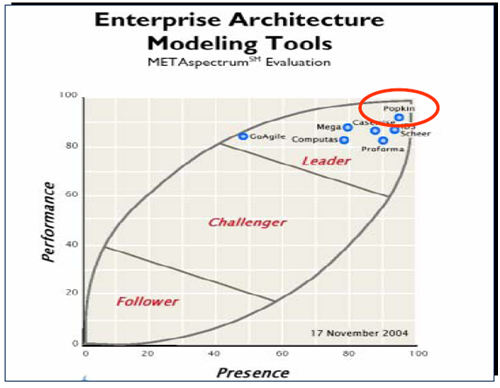 Enterprise Architecture
Modeling Tools
METAspectrum℠ Evaluation
Performance
100
80
60
40
20
0
Popkin
Mega
Casewise
IDS
Scheer
GoAgile
Computas
Proforma
Leader
Challenger
Follower
17 November 2004
0 20 40 60 80 100
Presence